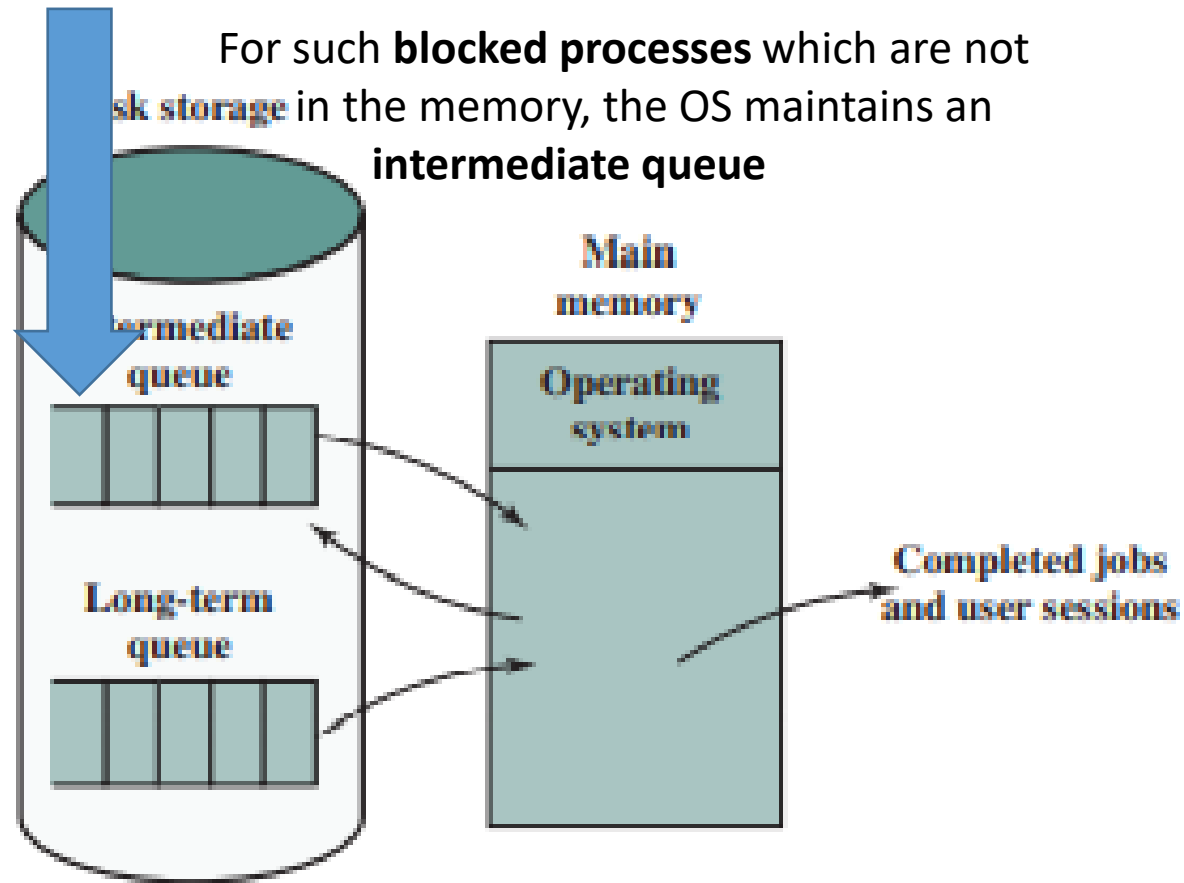 For such blocked processes which are not
sk storage in the memory, the OS maintains an
intermediate queue
Main
memory
Operating
system
termediate
queue
Long-term
queue
Completed jobs
and user sessions